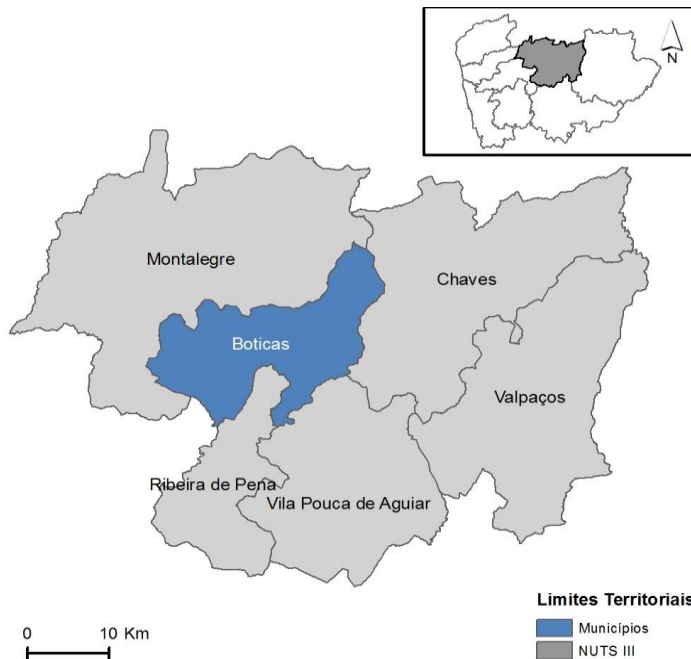 N
Montalegre
Chaves
Boticas
Valpaços
Ribeira de Pena
Vila Pouca de Aguiar
Limites Territoriais
Municípios
NUTS III
0 10 Km